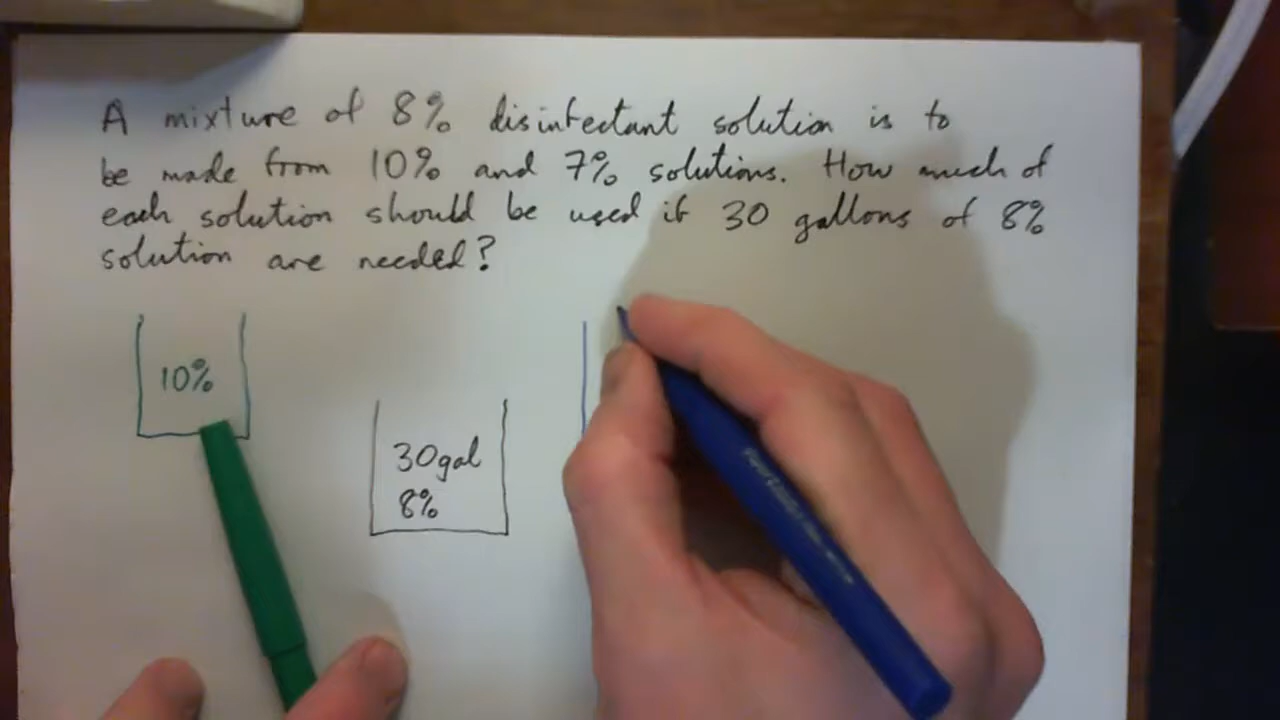 A mixture of 8% disinfectant solution is to
be made from 10% and 7% solutions. How much of
each solution should be used if 30 gallons of 8%
solution are needed?
10%
30gal
8%